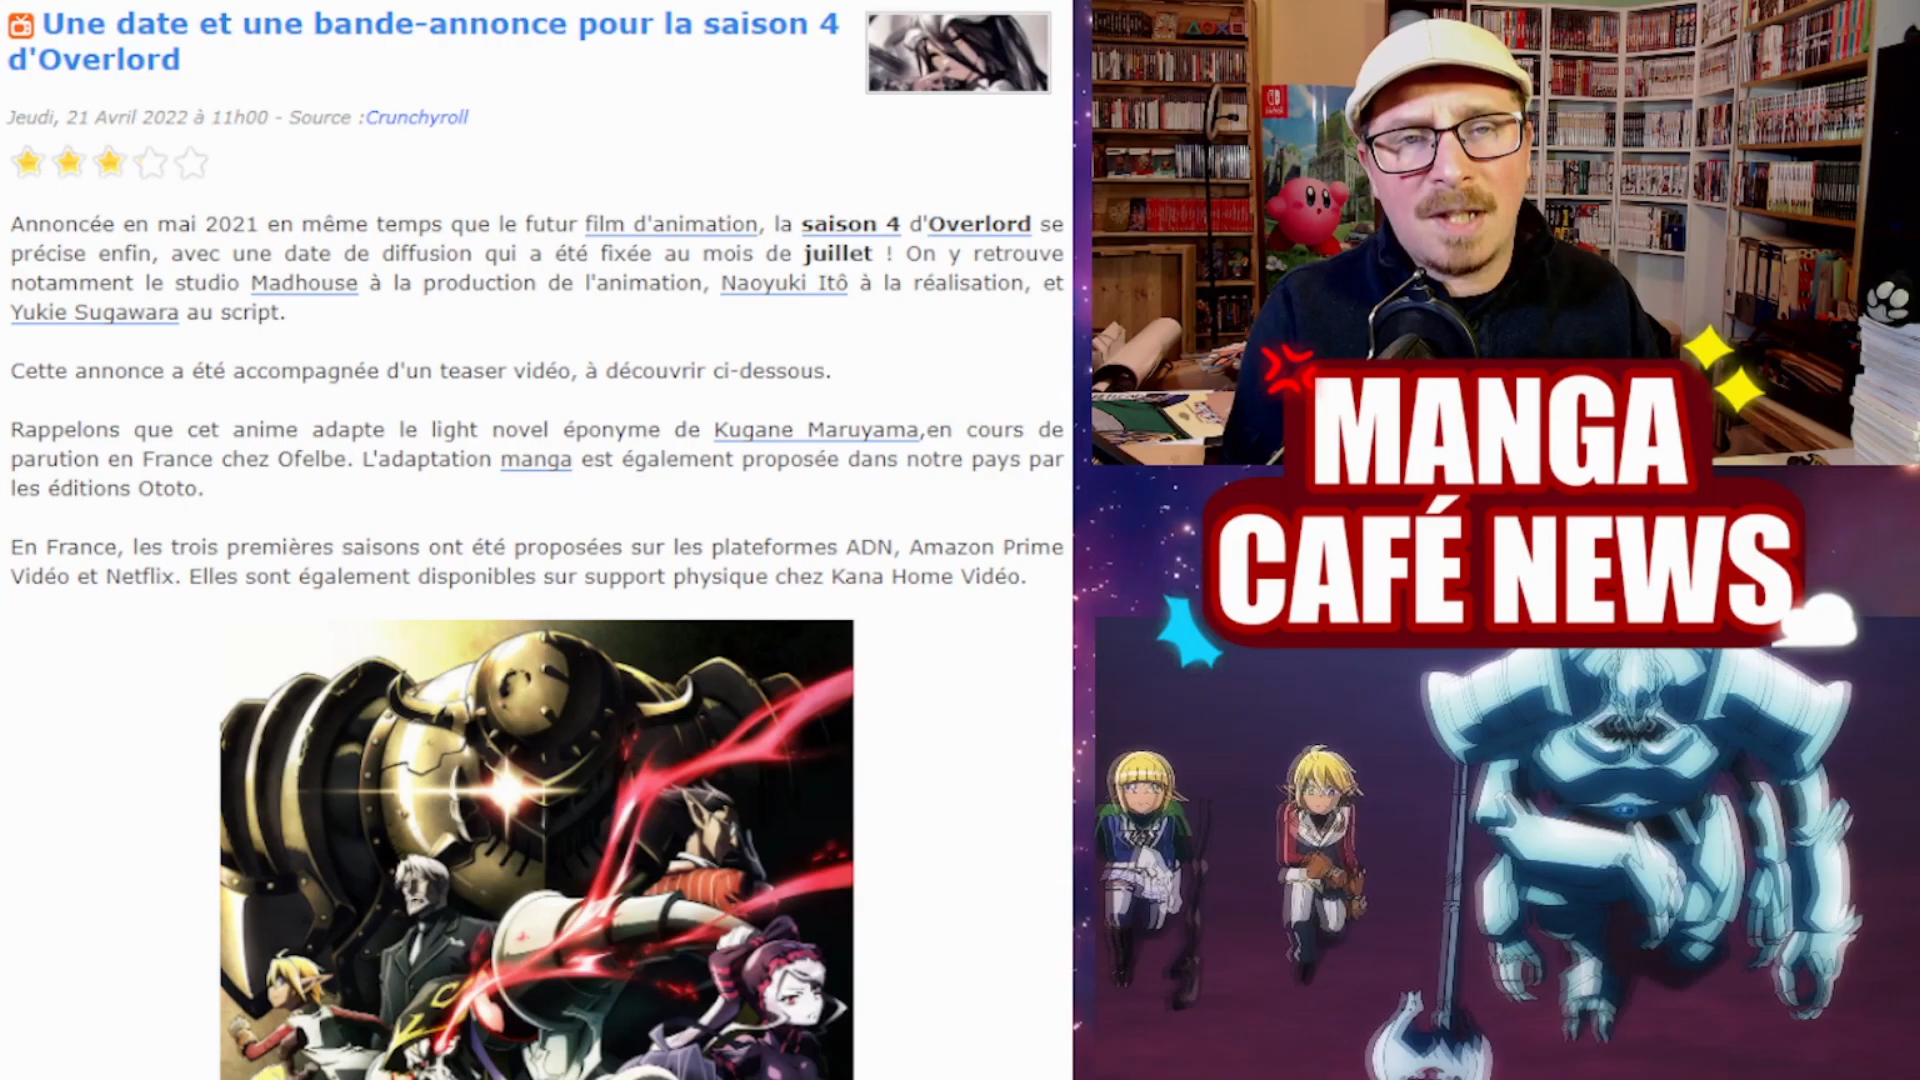 Une date et une bande-annonce pour la saison 4
d'Overlord
Jeudi, 21 Avril 2022 à 11h00 - Source :Crunchyroll
Annoncée en mai 2021 en même temps que le futur film d'animation, la saison 4 d'Overlord se
précise enfin, avec une date de diffusion qui a été fixée au mois de juillet ! On y retrouve
notamment le studio Madhouse à la production de l'animation, Naoyuki Itô à la réalisation, et
Yukie Sugawara au script.
Cette annonce a été accompagnée d'un teaser vidéo, à découvrir ci-dessous.
Rappelons que cet anime adapte le light novel éponyme de Kugane Maruyama,en cours de
parution en France chez Ofelbe. L'adaptation manga est également proposée dans notre pays par
les éditions Ototo.
En France, les trois premières saisons ont été proposées sur les plateformes ADN, Amazon Prime
Vidéo et Netflix. Elles sont également disponibles sur support physique chez Kana Home Vidéo.
MANGA
CAFÉ NEWS